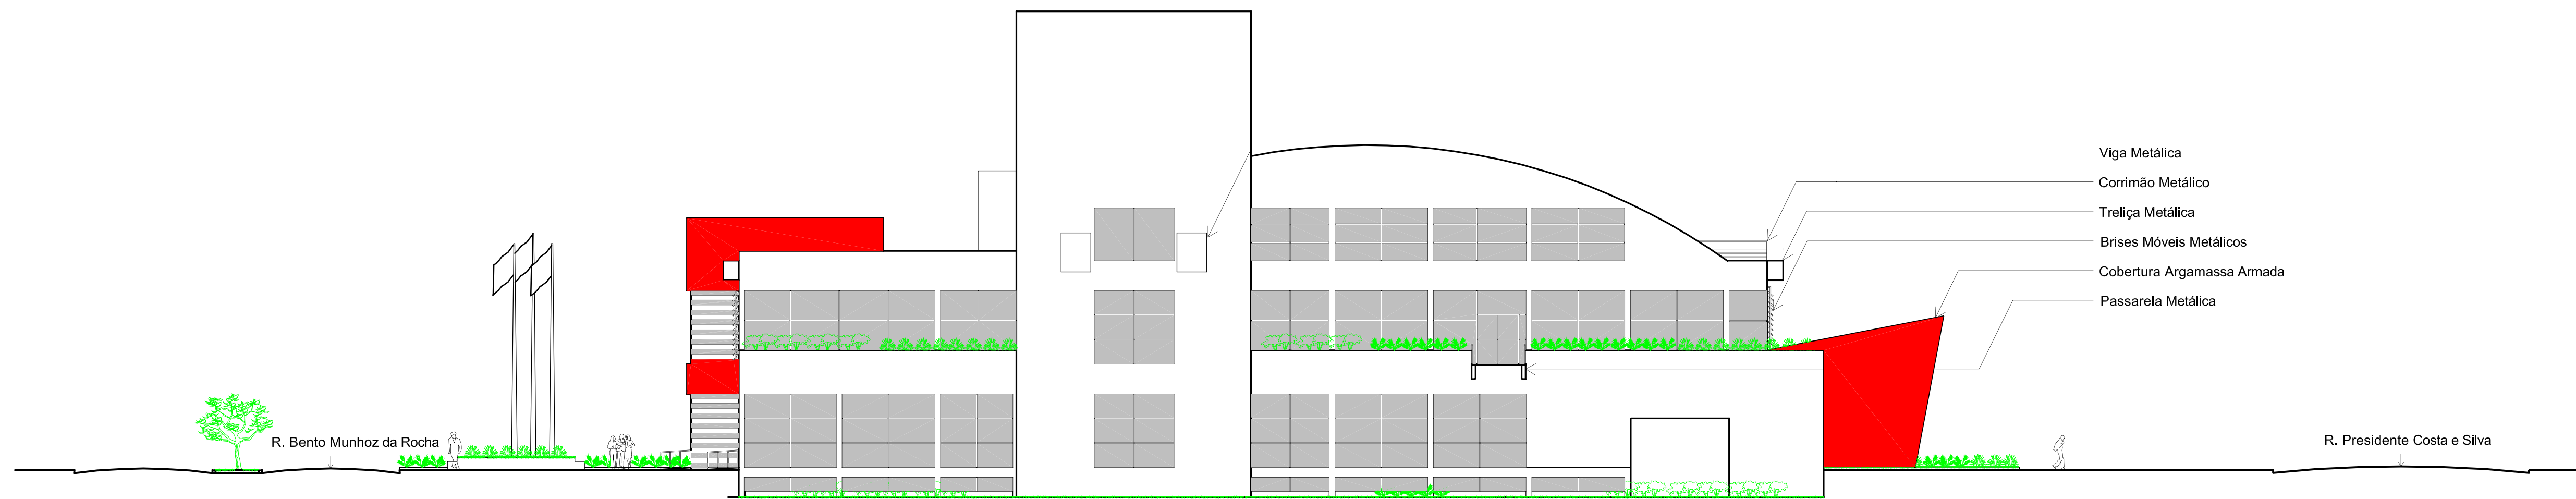 Viga Metálica
Corrimão Metálico
Treliça Metálica
Brises Móveis Metálicos
Cobertura Argamassa Armada
Passarela Metálica
R. Bento Munhoz da Rocha
R. Presidente Costa e Silva